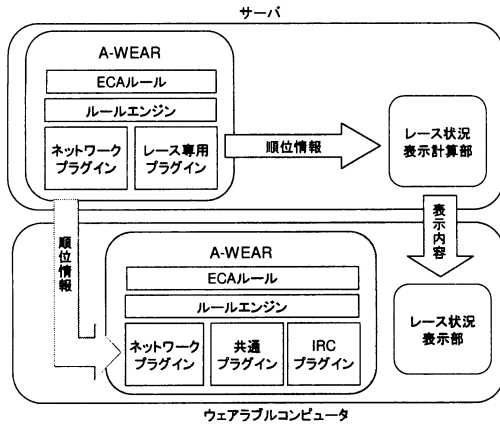 サーバ
A-WEAR
ECAルール
ルールエンジン
ネットワーク
プラグイン
レース専用
プラグイン
順位情報
レース状況
表示計算部
順位情報
表示内容
A-WEAR
ECAルール
ルールエンジン
ネットワーク
プラグイン
共通
プラグイン
IRC
プラグイン
レース状況
表示部
ウェアラブルコンピュータ